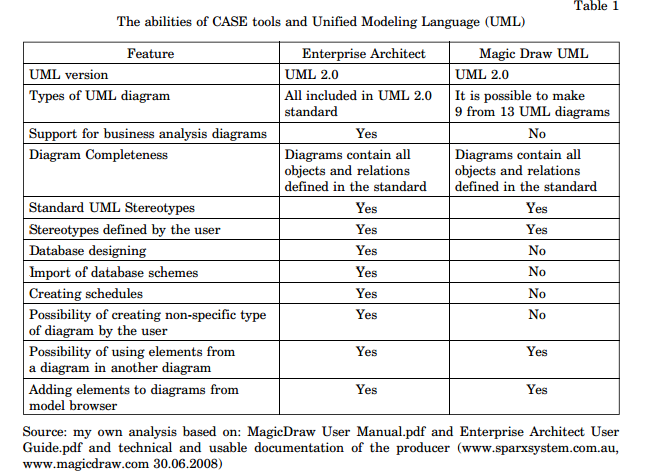 Table 1
The abilities of CASE tools and Unified Modeling Language (UML)
Feature Enterprise Architect Magic Draw UML
UML version UML 2.0 UML 2.0
Types of UML diagram All included in UML 2.0 It is possible to make
standard 9 from 13 UML diagrams
Support for business analysis diagrams Yes No
Diagram Completeness Diagrams contain all Diagrams contain all
objects and relations objects and relations
defined in the standard defined in the standard
Standard UML Stereotypes Yes Yes
Stereotypes defined by the user Yes Yes
Database designing Yes No
Import of database schemes Yes No
Creating schedules Yes No
Possibility of creating non-specific type Yes No
of diagram by the user
Possibility of using elements from Yes Yes
a diagram in another diagram
Adding elements to diagrams from Yes Yes
model browser
Source: my own analysis based on: MagicDraw User Manual.pdf and Enterprise Architect User
Guide.pdf and technical and usable documentation of the producer (www.sparxsystem.com.au,
www.magicdraw.com 30.06.2008)